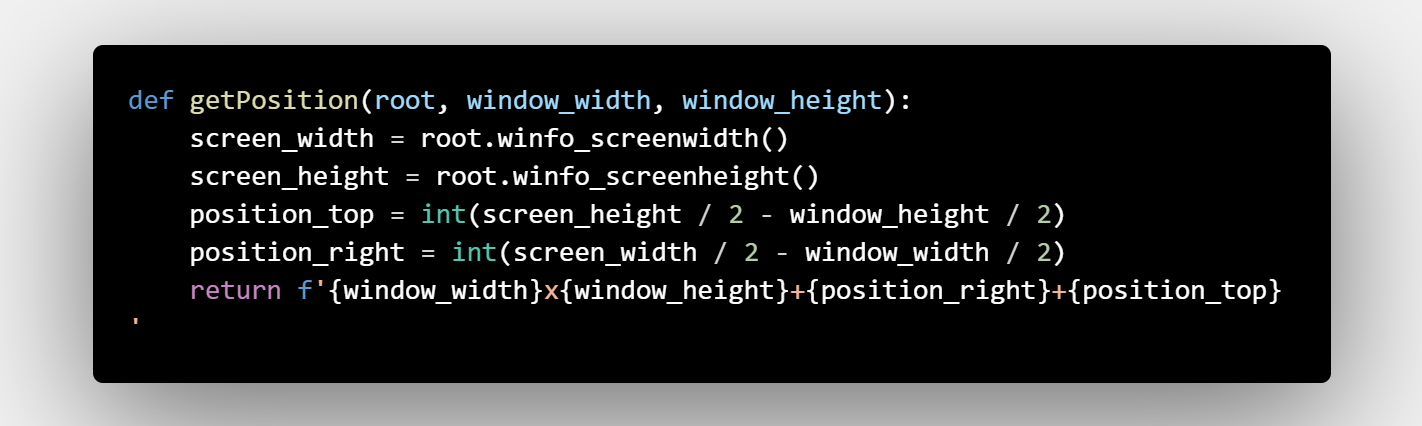 def getPosition(root, window_width, window_height):
    screen_width = root.winfo_screenwidth()
    screen_height = root.winfo_screenheight()
    position_top = int(screen_height / 2 - window_height / 2)
    position_right = int(screen_width / 2 - window_width / 2)
    return f'{window_width}x{window_height}+{position_right}+{position_top}
'